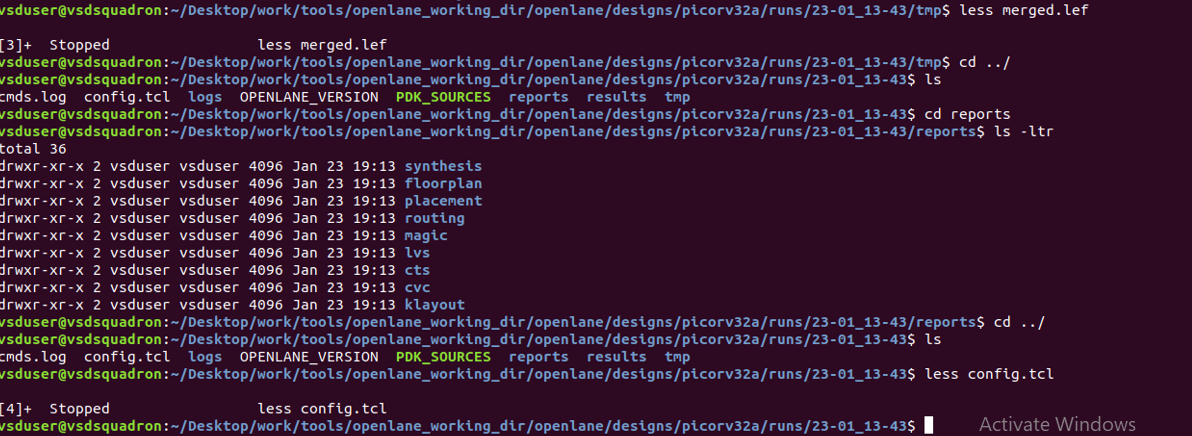 vsduser@vsdsquadron:~/Desktop/work/tools/openlane_working_dir/openlane/designs/picorv32a/runs/23-01_13-43/tmp$ less merged.lef
[3]+  Stopped                 less merged.lef
vsduser@vsdsquadron:~/Desktop/work/tools/openlane_working_dir/openlane/designs/picorv32a/runs/23-01_13-43/tmp$ cd ../
vsduser@vsdsquadron:~/Desktop/work/tools/openlane_working_dir/openlane/designs/picorv32a/runs/23-01_13-43$ ls
cmds.log  config.tcl  logs  OPENLANE_VERSION  PDK_SOURCES  reports  results  tmp
vsduser@vsdsquadron:~/Desktop/work/tools/openlane_working_dir/openlane/designs/picorv32a/runs/23-01_13-43$ cd reports
vsduser@vsdsquadron:~/Desktop/work/tools/openlane_working_dir/openlane/designs/picorv32a/runs/23-01_13-43/reports$ ls -ltr
total 36
drwxr-xr-x 2 vsduser vsduser 4096 Jan 23 19:13 synthesis
drwxr-xr-x 2 vsduser vsduser 4096 Jan 23 19:13 floorplan
drwxr-xr-x 2 vsduser vsduser 4096 Jan 23 19:13 placement
drwxr-xr-x 2 vsduser vsduser 4096 Jan 23 19:13 routing
drwxr-xr-x 2 vsduser vsduser 4096 Jan 23 19:13 magic
drwxr-xr-x 2 vsduser vsduser 4096 Jan 23 19:13 lvs
drwxr-xr-x 2 vsduser vsduser 4096 Jan 23 19:13 cts
drwxr-xr-x 2 vsduser vsduser 4096 Jan 23 19:13 cvc
drwxr-xr-x 2 vsduser vsduser 4096 Jan 23 19:13 klayout
vsduser@vsdsquadron:~/Desktop/work/tools/openlane_working_dir/openlane/designs/picorv32a/runs/23-01_13-43/reports$ cd ../
vsduser@vsdsquadron:~/Desktop/work/tools/openlane_working_dir/openlane/designs/picorv32a/runs/23-01_13-43$ ls
cmds.log  config.tcl  logs  OPENLANE_VERSION  PDK_SOURCES  reports  results  tmp
vsduser@vsdsquadron:~/Desktop/work/tools/openlane_working_dir/openlane/designs/picorv32a/runs/23-01_13-43$ less config.tcl
[4]+  Stopped                 less config.tcl
vsduser@vsdsquadron:~/Desktop/work/tools/openlane_working_dir/openlane/designs/picorv32a/runs/23-01_13-43$
Activate Windows